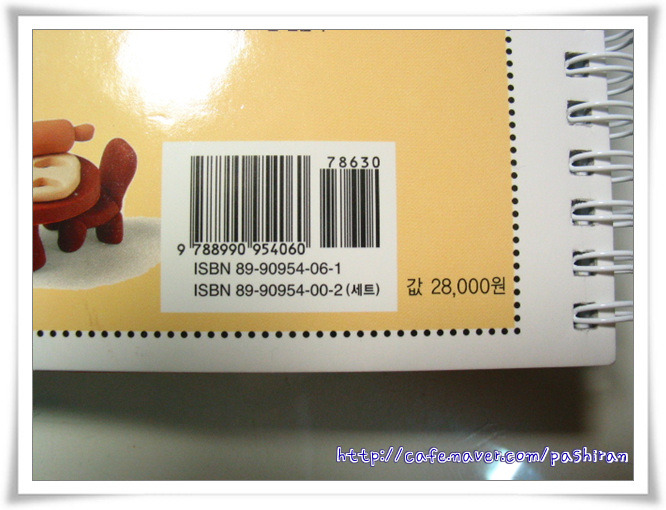 78630
9 788990 954060
ISBN 89-90954-06-1
ISBN 89-90954-00-2 (세트)
값 28,000원
http://cafe.naver.com/pashiran